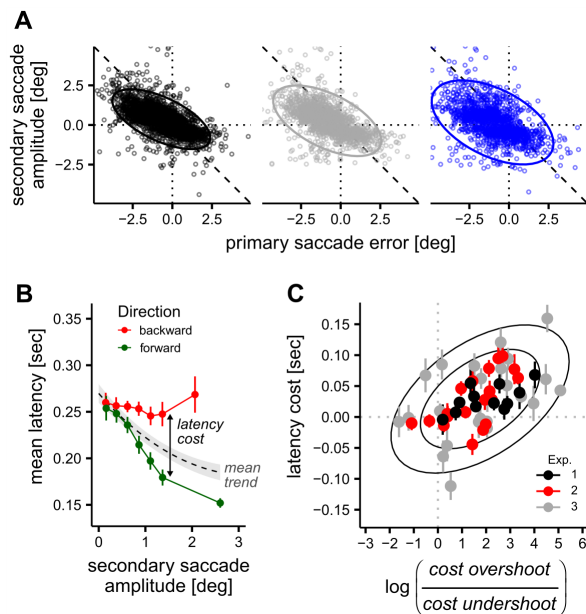 A
secondary saccade
amplitude [deg]
2.5
0.0
−2.5
−2.5 0.0 2.5 −2.5 0.0 2.5 −2.5 0.0 2.5
primary saccade error [deg]
B
Direction
backward
forward
mean latency [sec]
0.35
0.30
0.25
0.20
0.15
latency
cost
mean
trend
0 1 2 3
secondary saccade
amplitude [deg]
C
latency cost [sec]
0.15
0.10
0.05
0.00
−0.05
−0.10
−0.15
Exp.
1
2
3
−3 −2 −1 0 1 2 3 4 5 6
log ( cost overshoot
cost undershoot )